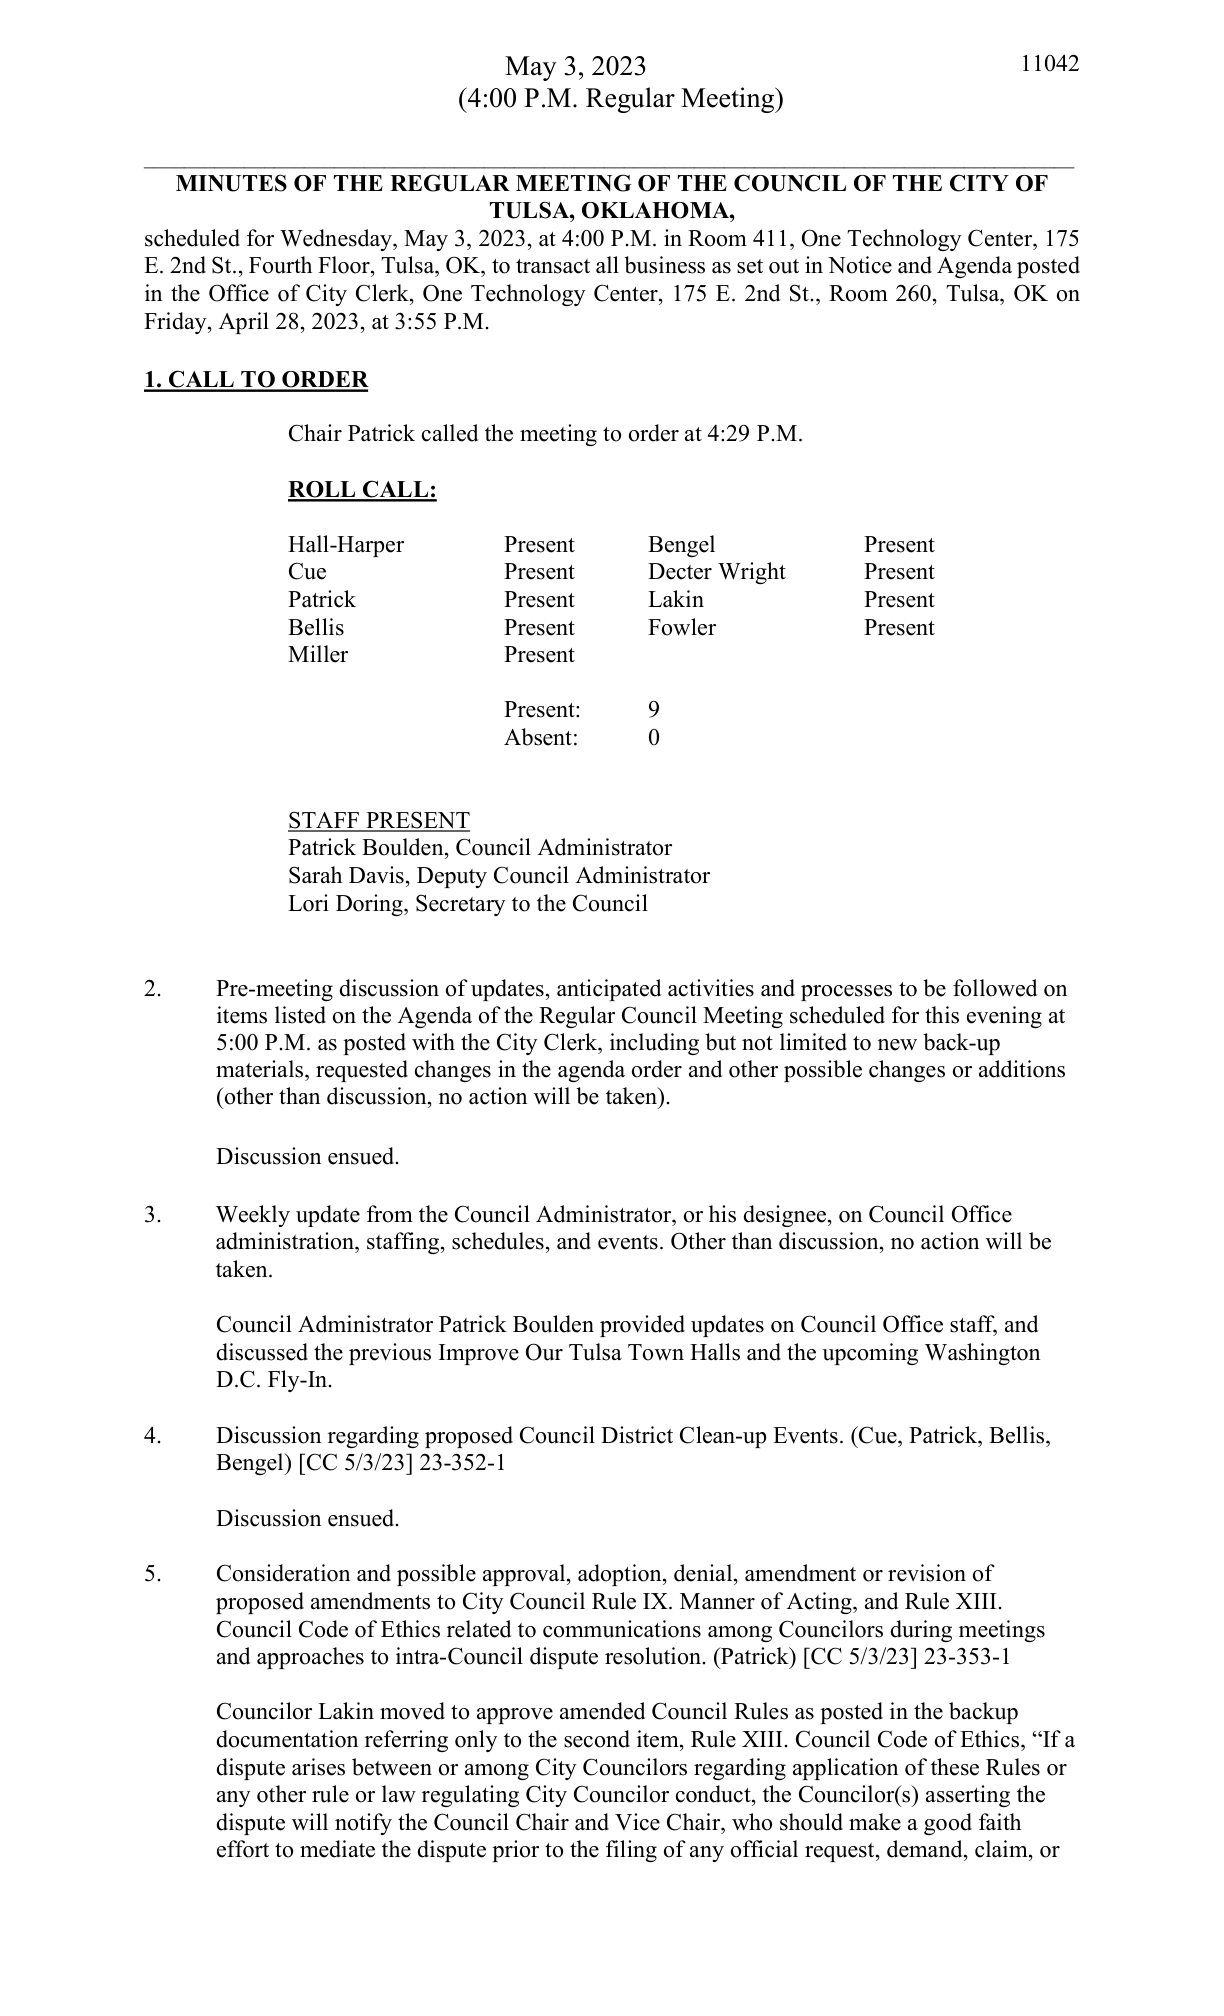 May 3, 2023
11042
(4:00 P.M. Regular Meeting)
MINUTES OF THE REGULAR MEETING OF THE COUNCIL OF THE CITY OF
TULSA, OKLAHOMA,
scheduled for Wednesday, May 3, 2023, at 4:00 P.M. in Room 411, One Technology Center, 175
E. 2nd St., Fourth Floor, Tulsa, OK, to transact all business as set out in Notice and Agenda posted
in the Office of City Clerk, One Technology Center, 175 E. 2nd St., Room 260, Tulsa, OK on
Friday, April 28, 2023, at 3:55 P.M.
1. CALL TO ORDER
Chair Patrick called the meeting to order at 4:29 P.M.
ROLL CALL:
Hall-Harper Present Bengel Present
Cue Present Decter Wright Present
Patrick Present Lakin Present
Bellis Present Fowler Present
Miller Present
Present: 9
Absent: 0
STAFF PRESENT
Patrick Boulden, Council Administrator
Sarah Davis, Deputy Council Administrator
Lori Doring, Secretary to the Council
2. Pre-meeting discussion of updates, anticipated activities and processes to be followed on
items listed on the Agenda of the Regular Council Meeting scheduled for this evening at
5:00 P.M. as posted with the City Clerk, including but not limited to new back-up
materials, requested changes in the agenda order and other possible changes or additions
(other than discussion, no action will be taken).
Discussion ensued.
3. Weekly update from the Council Administrator, or his designee, on Council Office
administration, staffing, schedules, and events. Other than discussion, no action will be
taken.
Council Administrator Patrick Boulden provided updates on Council Office staff, and
discussed the previous Improve Our Tulsa Town Halls and the upcoming Washington
D.C. Fly-In.
4. Discussion regarding proposed Council District Clean-up Events. (Cue, Patrick, Bellis,
Bengel) [CC 5/3/23] 23-352-1
Discussion ensued.
5. Consideration and possible approval, adoption, denial, amendment or revision of
proposed amendments to City Council Rule IX. Manner of Acting, and Rule XIII.
Council Code of Ethics related to communications among Councilors during meetings
and approaches to intra-Council dispute resolution. (Patrick) [CC 5/3/23] 23-353-1
Councilor Lakin moved to approve amended Council Rules as posted in the backup
documentation referring only to the second item, Rule XIII. Council Code of Ethics, “If a
dispute arises between or among City Councilors regarding application of these Rules or
any other rule or law regulating City Councilor conduct, the Councilor(s) asserting the
dispute will notify the Council Chair and Vice Chair, who should make a good faith
effort to mediate the dispute prior to the filing of any official request, demand, claim, or